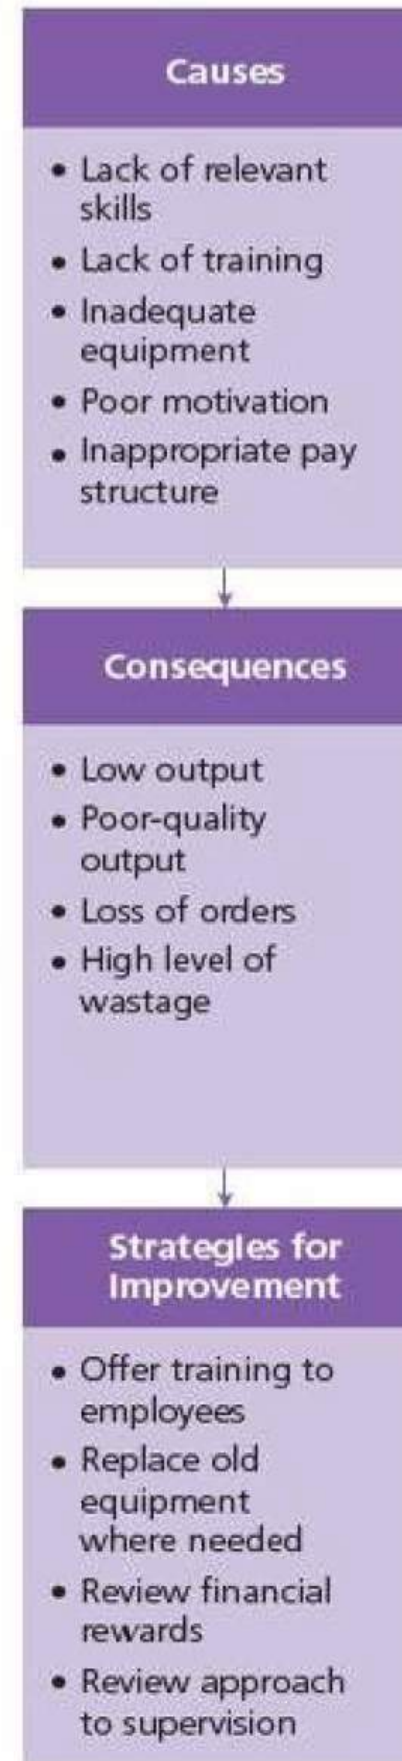 Causes
• Lack of relevant
skills
• Lack of training
• Inadequate
equipment
• Poor motivation
• Inappropriate pay
structure
Consequences
• Low output
• Poor-quality
output
• Loss of orders
• High level of
wastage
Strategies for
Improvement
• Offer training to
employees
• Replace old
equipment
where needed
• Review financial
rewards
• Review approach
to supervision